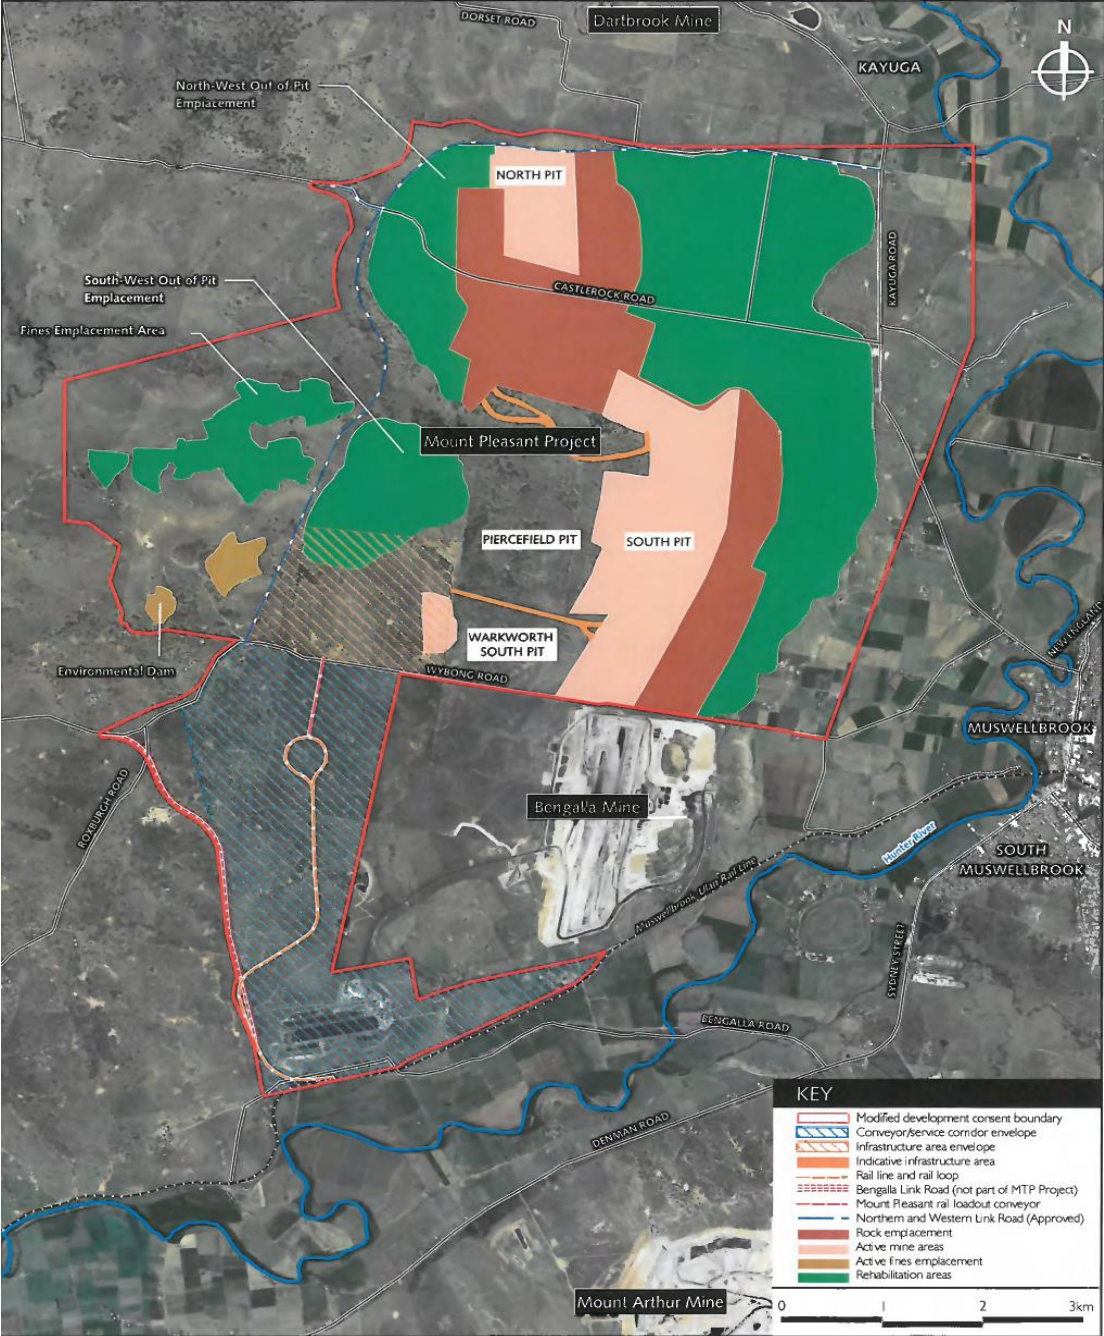 DORSET ROAD
Dartbrook Mine
N
KAYUGA
North-West Out of Pit
Emplacement
NORTH PIT
KAYUGA ROAD
South-West Out of Pit
Emplacement
CASTLEROCK ROAD
Fines Emplacement Area
Mount Pleasant Project
PIERCEFIELD PIT
SOUTH PIT
WARKWORTH
SOUTH PIT
NEW ENGLAND
Environmental Dam
WYBONG ROAD
MUSWELLBROOK
ROXBURGH ROAD
Bengalla Mine
Hunter River
SOUTH
MUSWELLBROOK
Muswellbrook Ulan Rail Line
SYDNEY STREET
BENGALLA ROAD
DENMAN ROAD
KEY
Modified development consent boundary
Conveyor/service corridor envelope
Infrastructure area envelope
Indicative infrastructure area
Rail line and rail loop
Bengalla Link Road (not part of MTP Project)
Mount Pleasant rail loadout conveyor
Northern and Western Link Road (Approved)
Rock emplacement
Active mine areas
Active fines emplacement
Rehabilitation areas
Mount Arthur Mine
0 1 2 3km